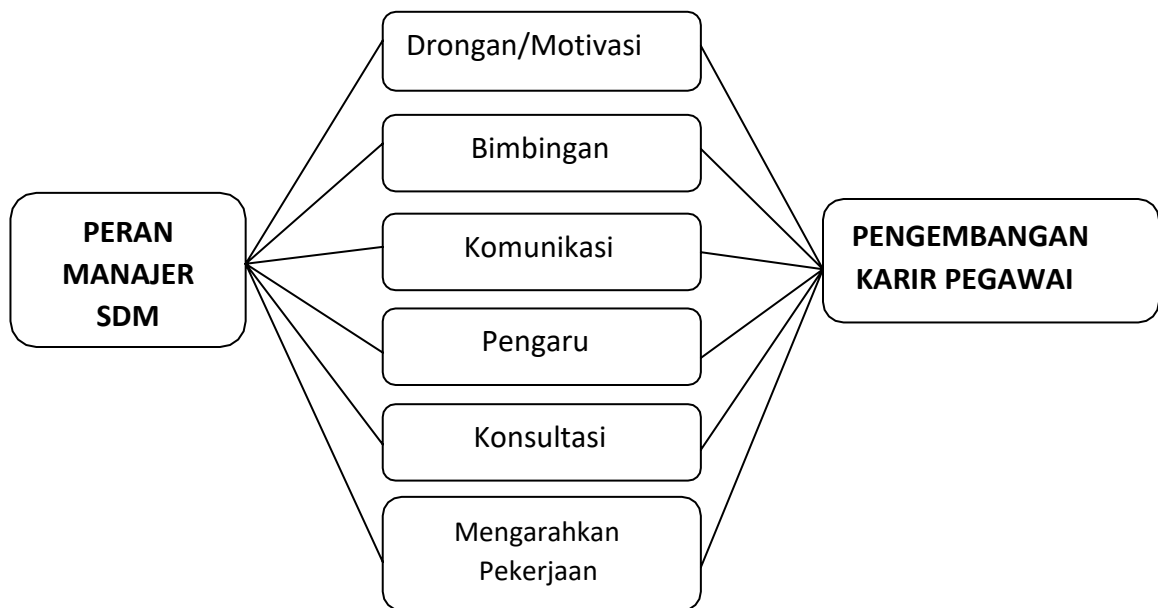 PERAN
MANAJER
SDM
Drongan/Motivasi
Bimbingan
Komunikasi
Pengaru
Konsultasi
Mengarahkan
Pekerjaan
PENGEMBANGAN
KARIR PEGAWAI